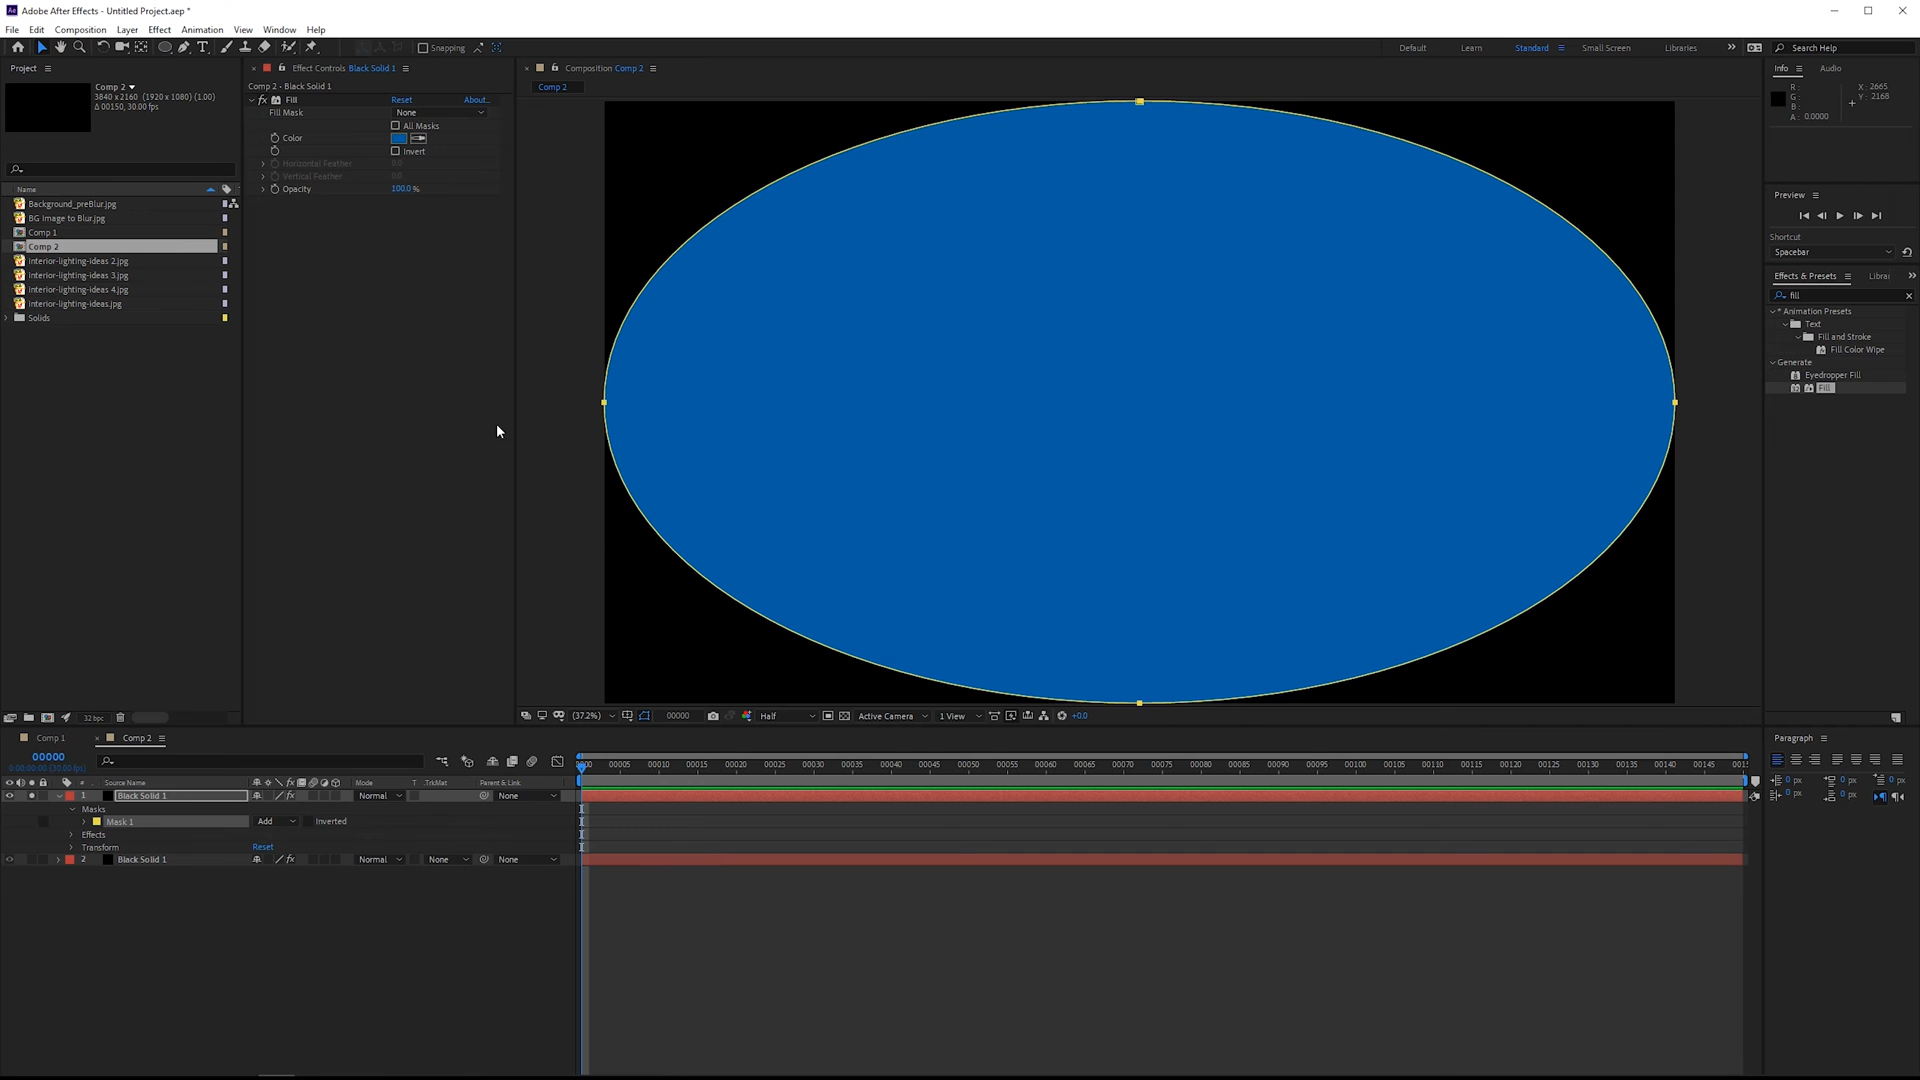 Adobe After Effects - Untitled Project.aep *
File Edit Composition Layer Effect Animation View Window Help
Snapping
Default Learn Standard Small Screen Libraries Search Help
Project
Comp 2
3840 x 2160 (1920 x 1080) (1.00)
Δ 00150, 30.00 fps
Name
Background_preBlur.jpg
BG Image to Blur.jpg
Comp 1
Comp 2
interior-lighting-ideas 2.jpg
interior-lighting-ideas 3.jpg
interior-lighting-ideas 4.jpg
interior-lighting-ideas.jpg
Solids
32 bpc
Effect Controls Black Solid 1
Comp 2 - Black Solid 1
fx Fill Reset About...
Fill Mask None
All Masks
Color
Invert
Horizontal Feather 0.0
Vertical Feather 0.0
Opacity 100.0 %
Composition Comp 2
Comp 2
(37.2%) 00000 Half Active Camera 1 View +0.0
Info Audio
R :
G :
B :
A : 0.0000
X : 2665
Y : 2168
Preview
Shortcut
Spacebar
Effects & Presets Librar
fill
* Animation Presets
Text
Fill and Stroke
Fill Color Wipe
Generate
Eyedropper Fill
Fill
Comp 1 Comp 2
00000
0:00:00:00 (30.00 fps)
# Source Name Mode T .TrkMat Parent & Link
1 Black Solid 1 Normal None
Masks
Mask 1 Add Inverted
Effects
Transform Reset
2 Black Solid 1 Normal None None
00005 00010 00015 00020 00025 00030 00035 00040 00045 00050 00055 00060 00065 00070 00075 00080 00085 00090 00095 00100 00105 00110 00115 00120 00125 00130 00135 00140 00145
Paragraph
0 px 0 px 0 px
0 px 0 px